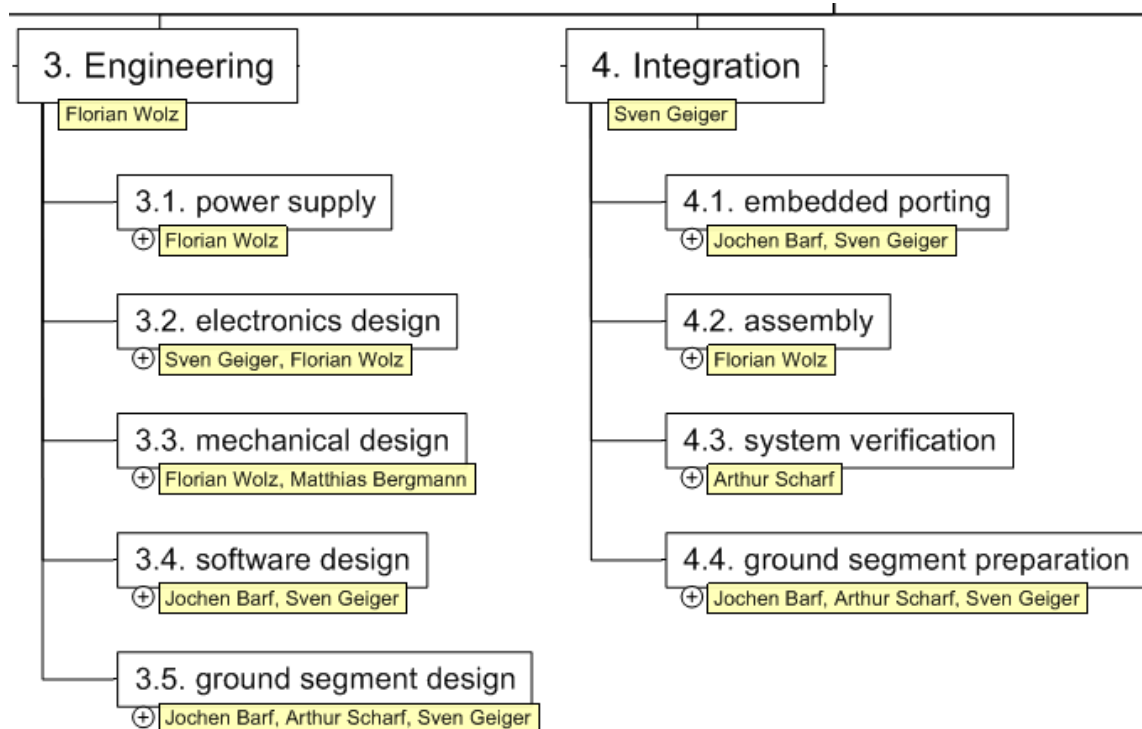 3. Engineering
Florian Wolz
3.1. power supply
Florian Wolz
3.2. electronics design
Sven Geiger, Florian Wolz
3.3. mechanical design
Florian Wolz, Matthias Bergmann
3.4. software design
Jochen Barf, Sven Geiger
3.5. ground segment design
Jochen Barf, Arthur Scharf, Sven Geiger
4. Integration
Sven Geiger
4.1. embedded porting
Jochen Barf, Sven Geiger
4.2. assembly
Florian Wolz
4.3. system verification
Arthur Scharf
4.4. ground segment preparation
Jochen Barf, Arthur Scharf, Sven Geiger